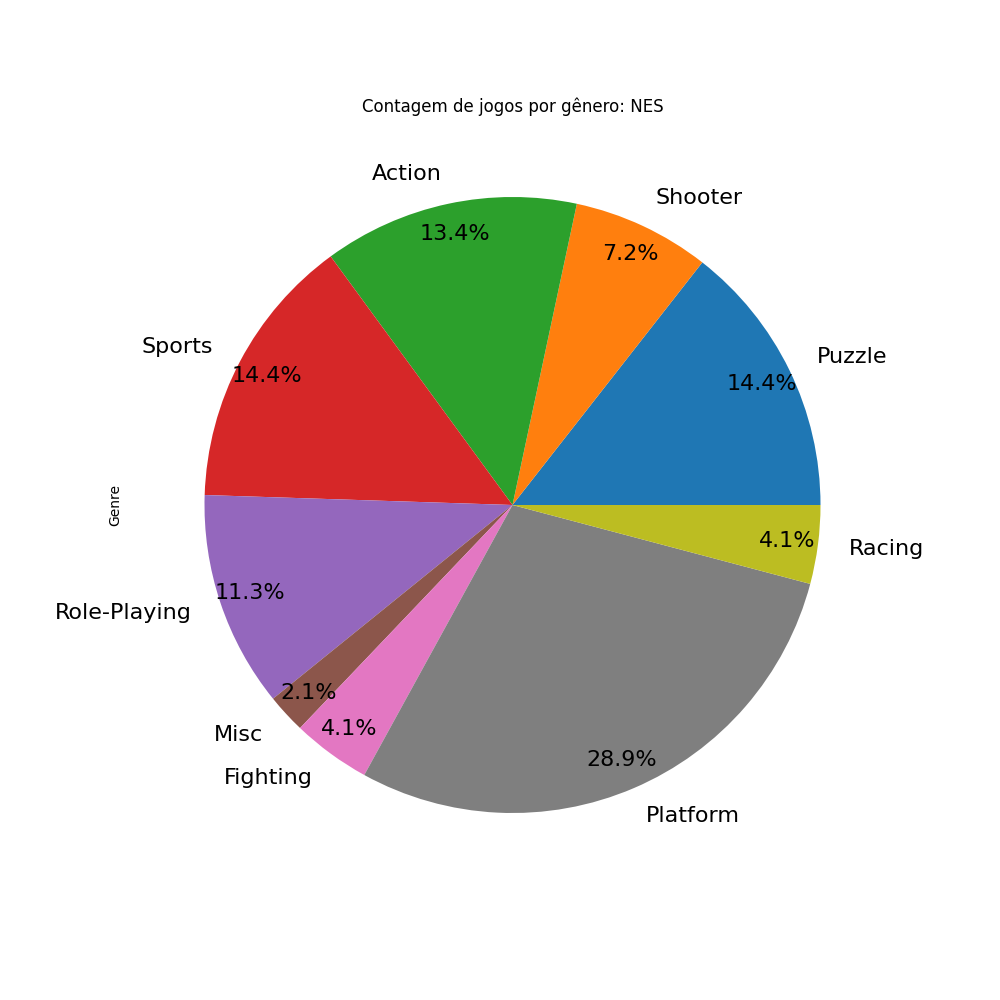 Contagem de jogos por gênero: NES
Action
Shooter
13.4%
7.2%
Sports
Puzzle
14.4%
14.4%
Genre
4.1%
Racing
11.3%
Role-Playing
2.1%
Misc
4.1%
Fighting
28.9%
Platform